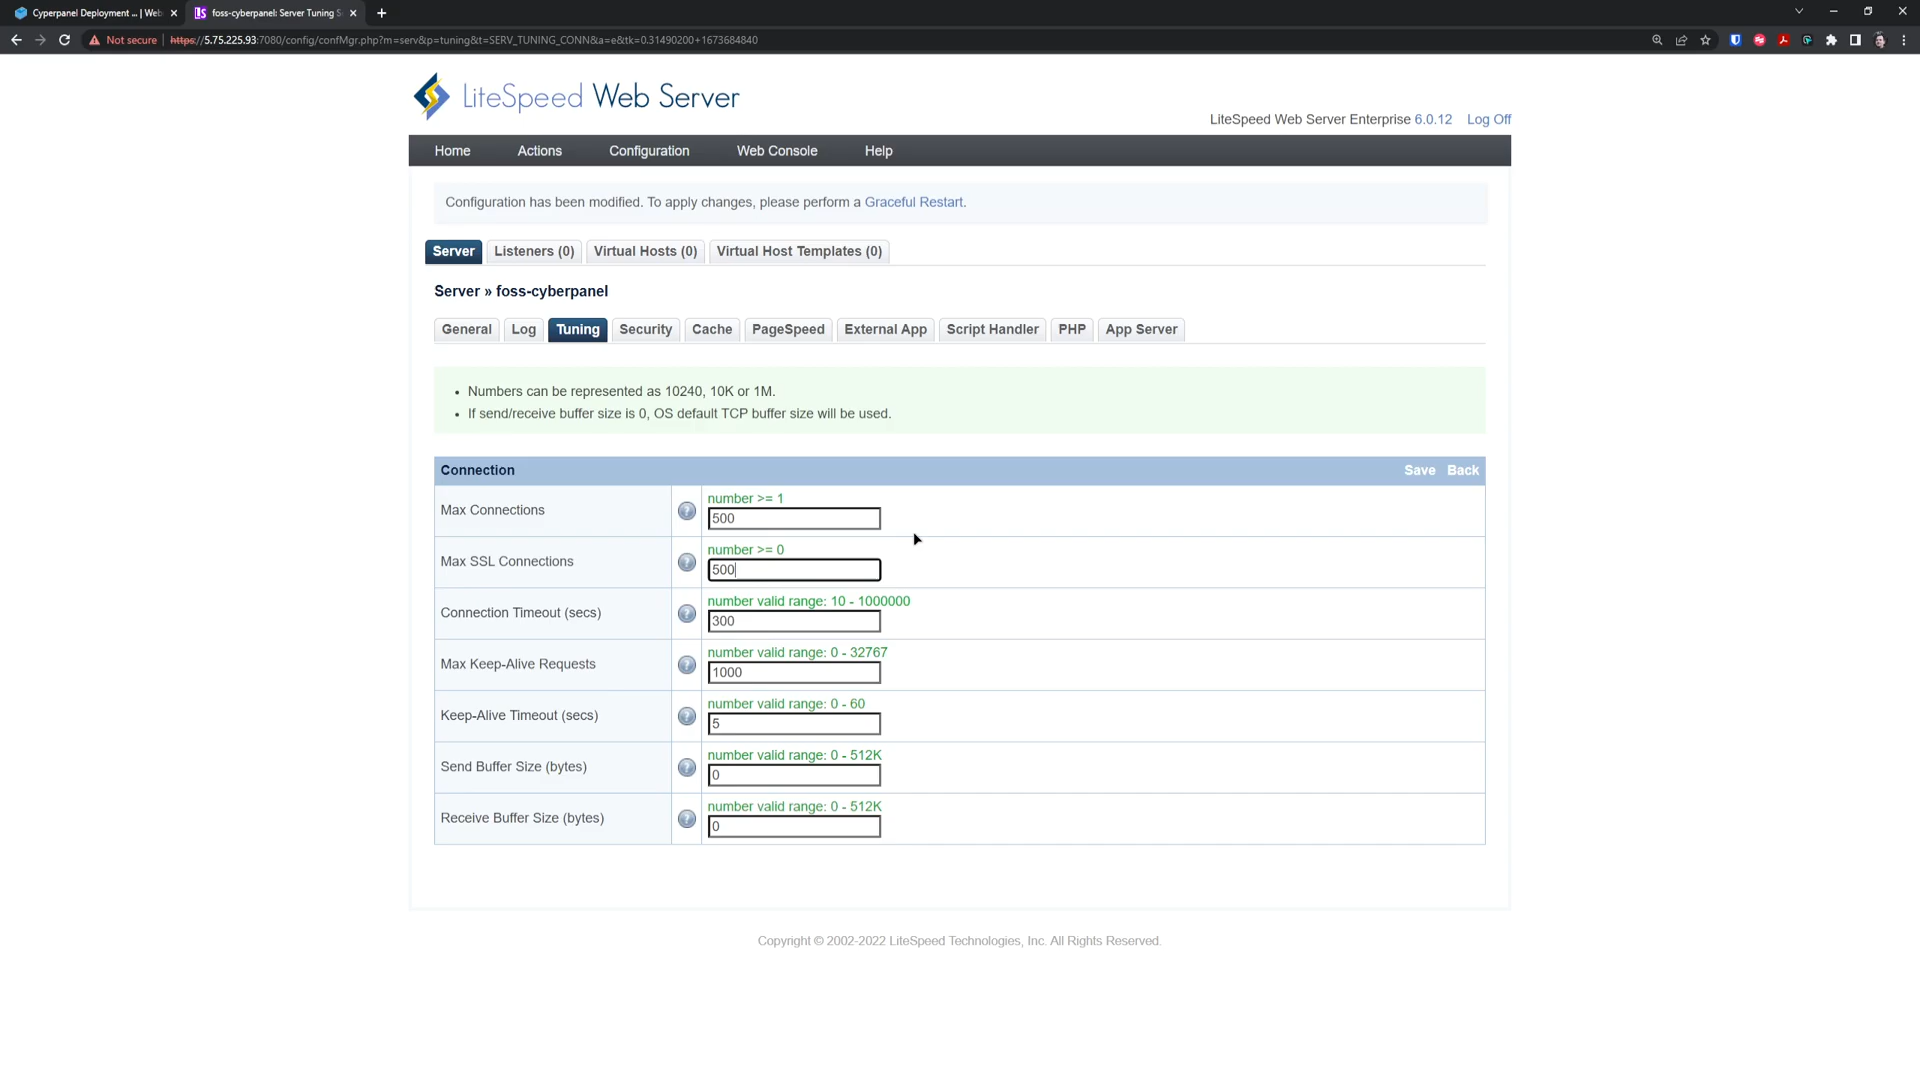 Cyperpanel Deployment ... | Web
foss-cyberpanel: Server Tuning S
Not secure https://5.75.225.93:7080/config/confMgr.php?m=serv&p=tuning&t=SERV_TUNING_CONN&a=e&tk=0.31490200+1673684840
LiteSpeed Web Server
LiteSpeed Web Server Enterprise 6.0.12 Log Off
Home Actions Configuration Web Console Help
Configuration has been modified. To apply changes, please perform a Graceful Restart.
Server Listeners (0) Virtual Hosts (0) Virtual Host Templates (0)
Server » foss-cyberpanel
General Log Tuning Security Cache PageSpeed External App Script Handler PHP App Server
• Numbers can be represented as 10240, 10K or 1M.
• If send/receive buffer size is 0, OS default TCP buffer size will be used.
Connection Save Back
number >= 1
Max Connections
500
number >= 0
Max SSL Connections
500
number valid range: 10 - 1000000
Connection Timeout (secs)
300
number valid range: 0 - 32767
Max Keep-Alive Requests
1000
number valid range: 0 - 60
Keep-Alive Timeout (secs)
5
number valid range: 0 - 512K
Send Buffer Size (bytes)
0
number valid range: 0 - 512K
Receive Buffer Size (bytes)
0
Copyright © 2002-2022 LiteSpeed Technologies, Inc. All Rights Reserved.